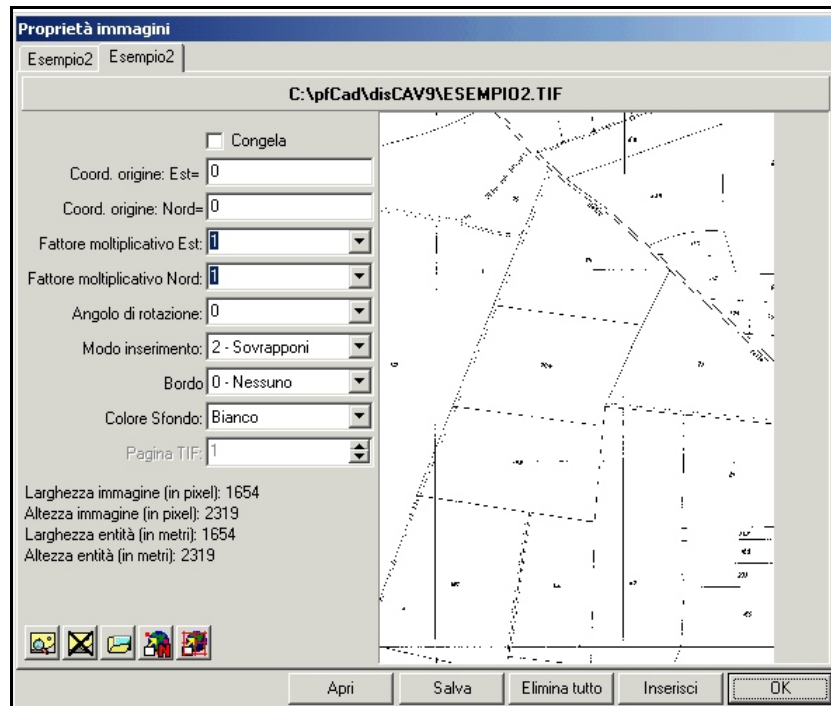 Proprietà immagini
Esempio2 Esempio2
C:\pfCad\disCAV9\ESEMPIO2.TIF
Congela
Coord. origine: Est= 0
Coord. origine: Nord= 0
Fattore moltiplicativo Est: 1
Fattore moltiplicativo Nord: 1
Angolo di rotazione: 0
Modo inserimento: 2 - Sovrapponi
Bordo 0 - Nessuno
Colore Sfondo: Bianco
Pagina TIF: 1
Larghezza immagine (in pixel): 1654
Altezza immagine (in pixel): 2319
Larghezza entità (in metri): 1654
Altezza entità (in metri): 2319
Apri Salva Elimina tutto Inserisci OK